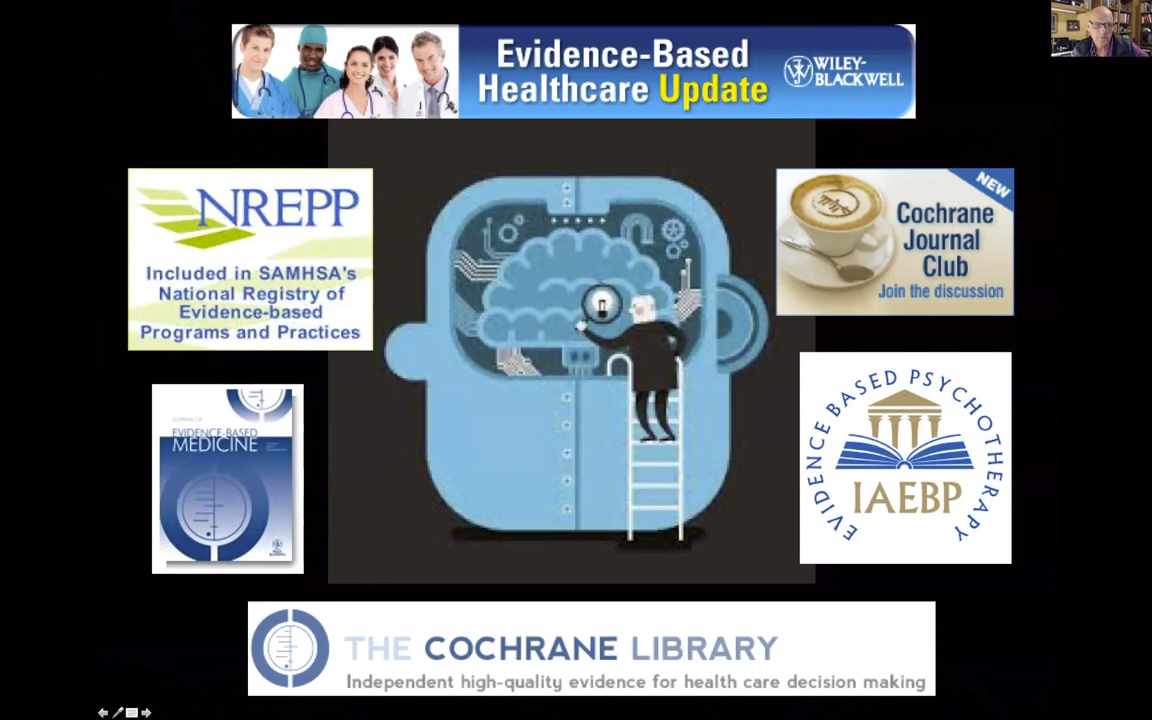 Evidence-Based
Healthcare Update
WILEY-
BLACKWELL
NREPP
Included in SAMHSA's
National Registry of
Evidence-based
Programs and Practices
NEW
Cochrane
Journal
Club
Join the discussion
JOURNAL OF
EVIDENCE-BASED
MEDICINE
EVIDENCE BASED PSYCHOTHERAPY
IAEBP
THE COCHRANE LIBRARY
Independent high-quality evidence for health care decision making